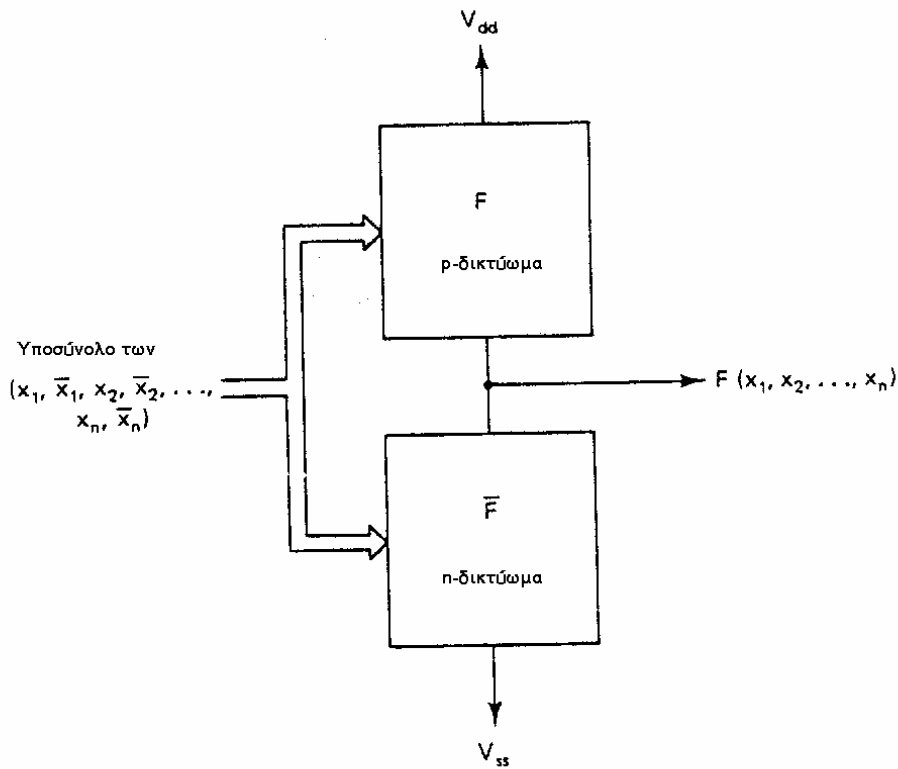 V_dd
F
p-δικτύωμα
Υποσύνολο των
(x₁, x̄₁, x₂, x̄₂, . . . ,
xₙ, x̄ₙ)
F (x₁, x₂, . . . , xₙ)
F̄
n-δικτύωμα
V_ss